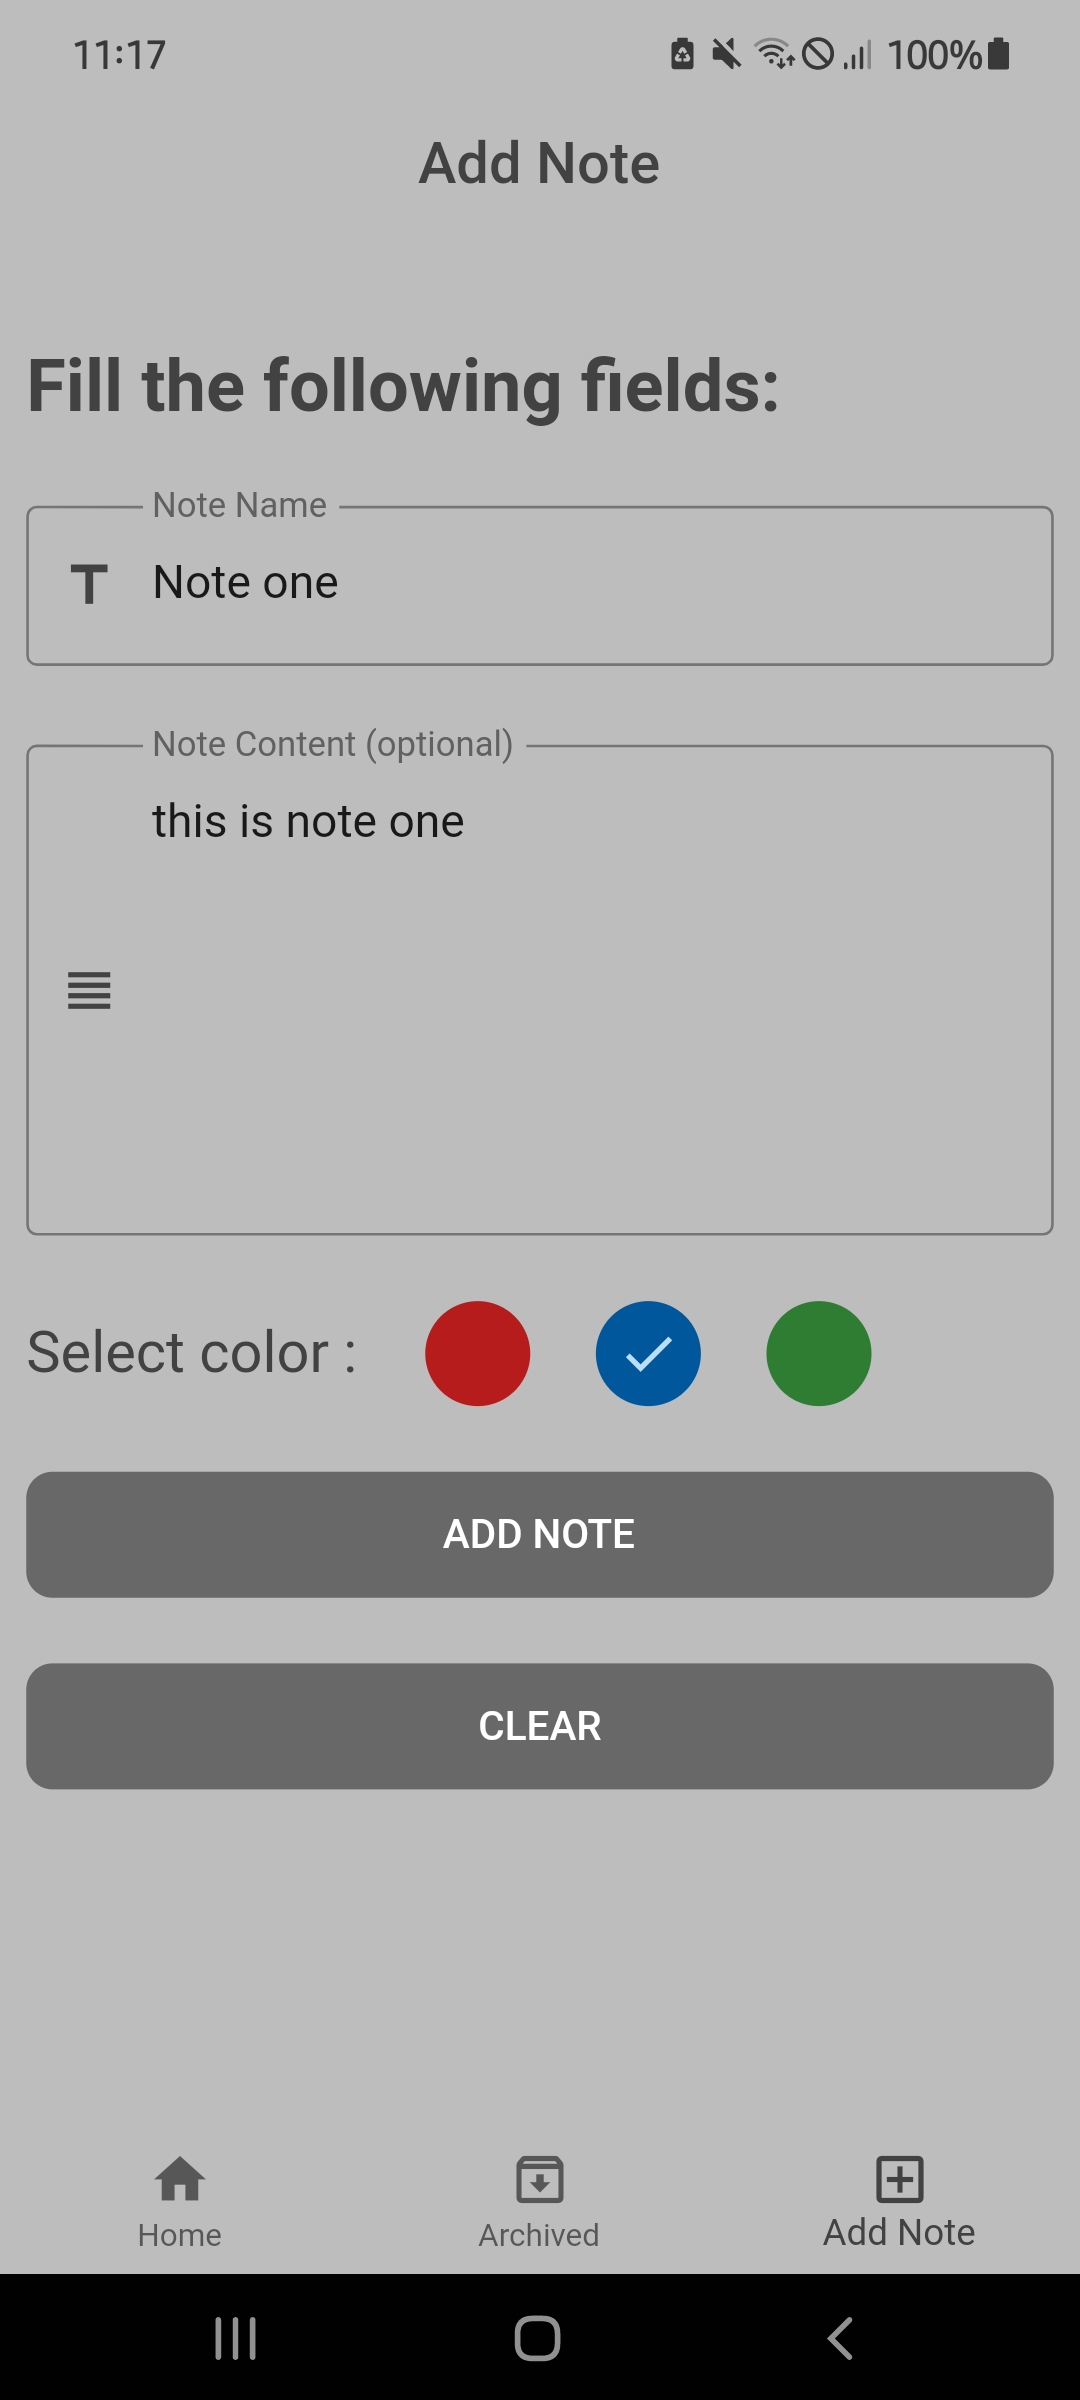 11:17
100%
Add Note
Fill the following fields:
Note Name
Note one
Note Content (optional)
this is note one
Select color :
ADD NOTE
CLEAR
Home
Archived
Add Note